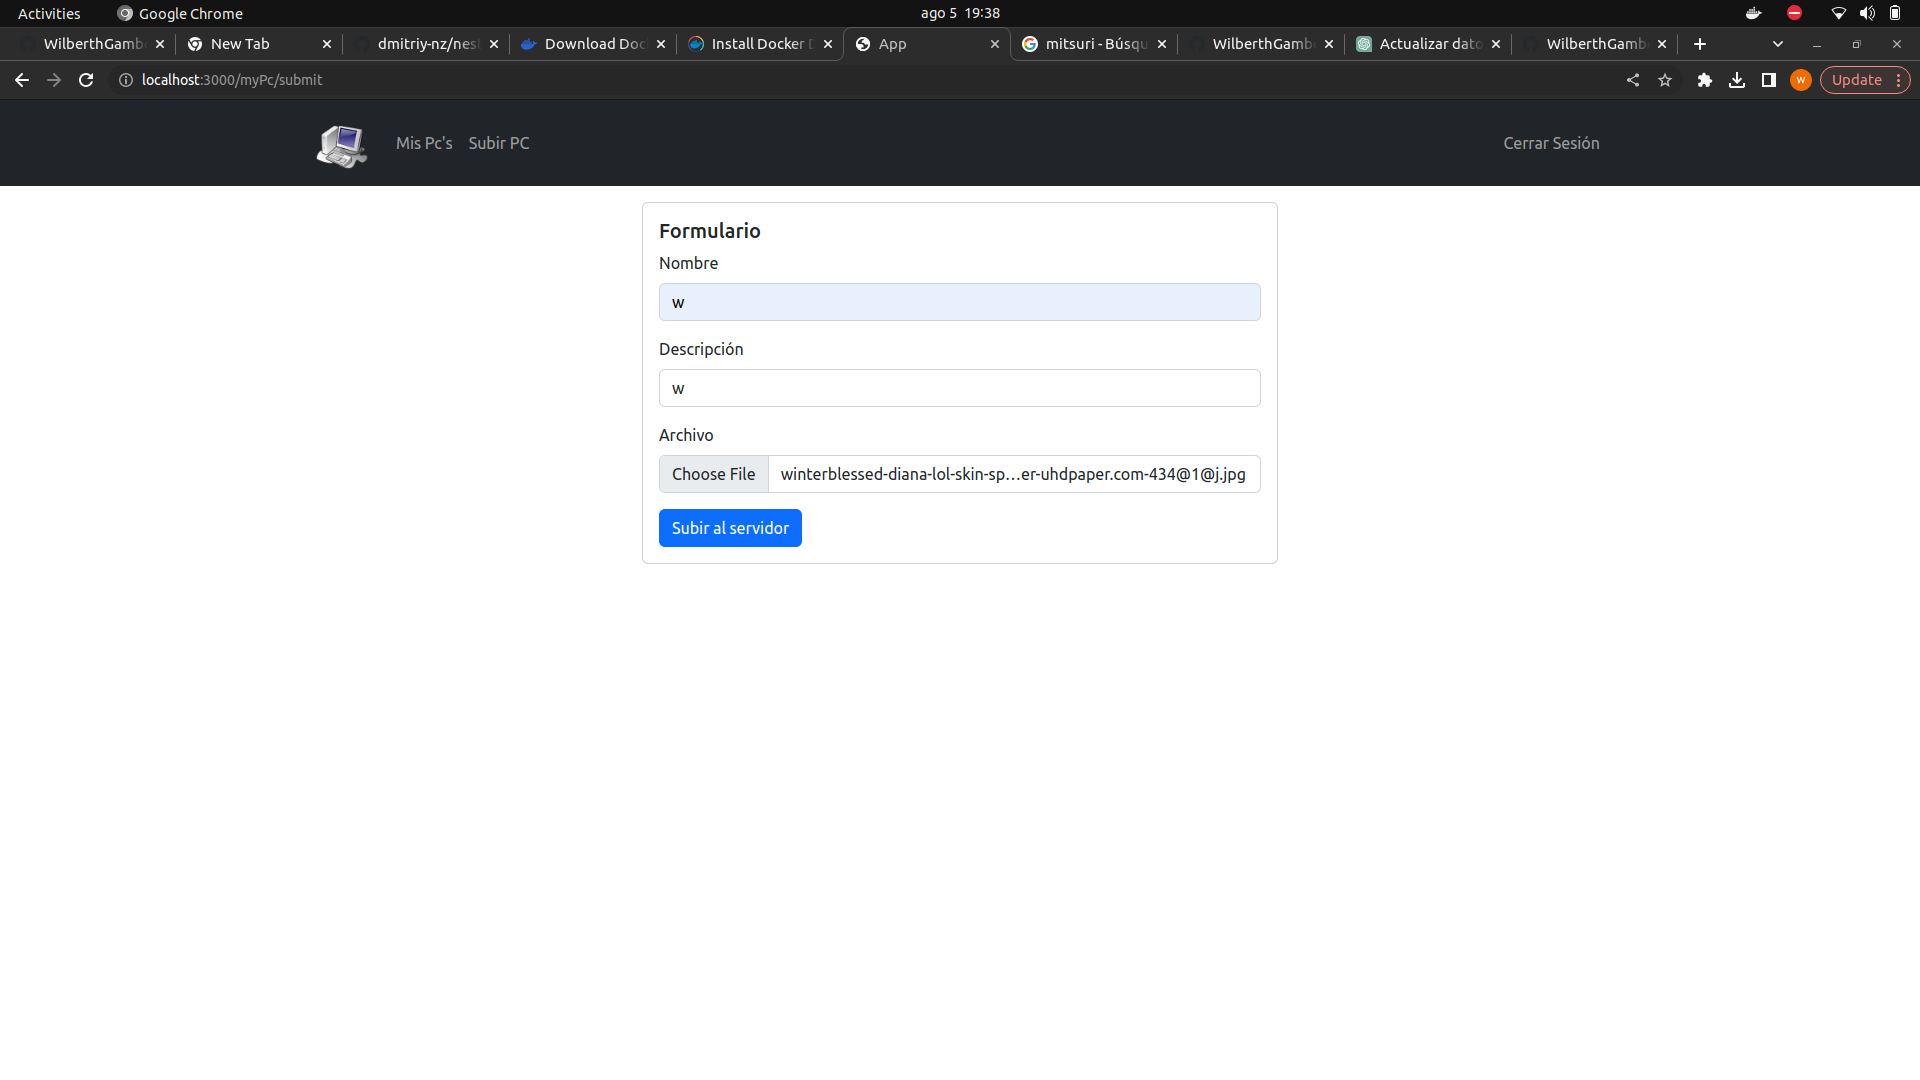 Activities Google Chrome ago 5 19:38
WilberthGamb New Tab dmitriy-nz/nest Download Doc Install Docker D App mitsuri - Búsqu WilberthGamb Actualizar dato WilberthGamb
localhost:3000/myPc/submit W Update
Mis Pc's Subir PC Cerrar Sesión
Formulario
Nombre
w
Descripción
w
Archivo
Choose File winterblessed-diana-lol-skin-sp...er-uhdpaper.com-434@1@j.jpg
Subir al servidor